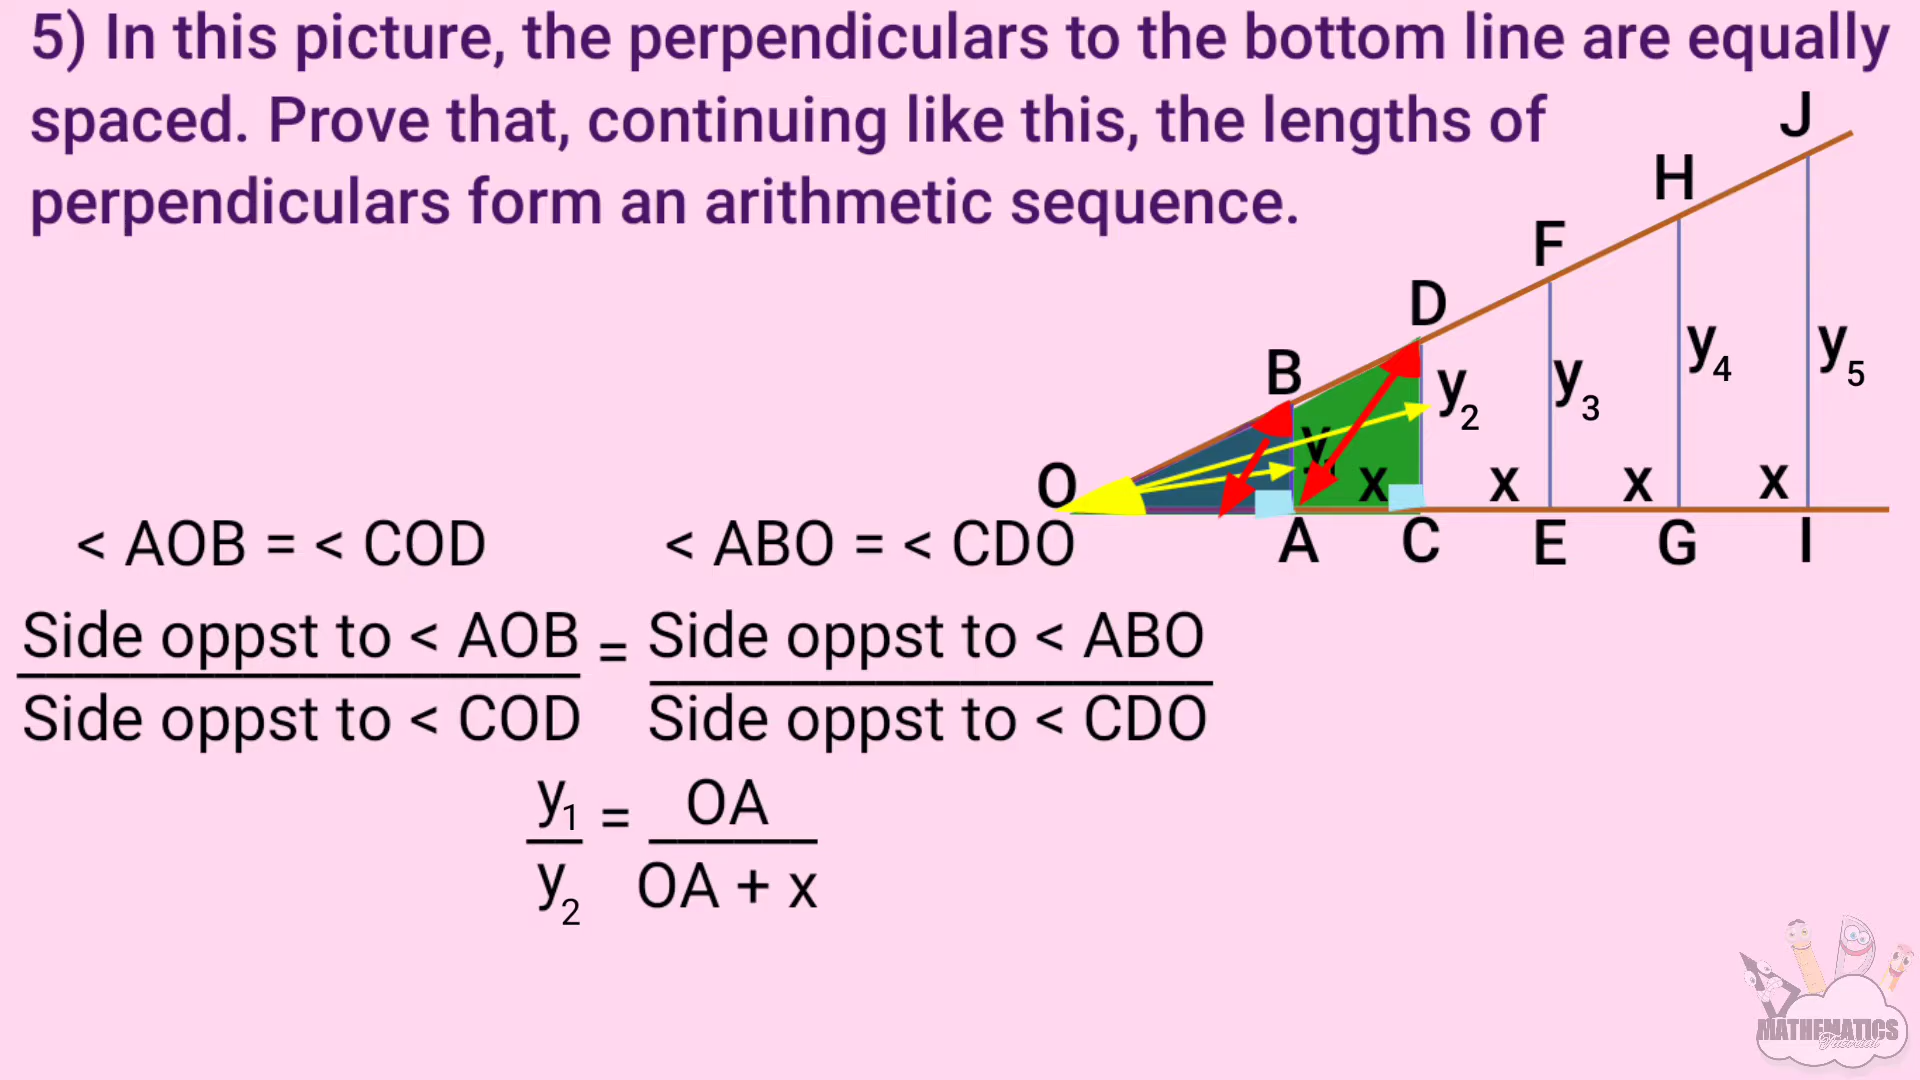 5) In this picture, the perpendiculars to the bottom line are equally
spaced. Prove that, continuing like this, the lengths of
perpendiculars form an arithmetic sequence.
J
H
F
D
B
y4
y5
y2
y3
y
O
x
x
x
x
A
C
E
G
I
< AOB = < COD
< ABO = < CDO
Side oppst to < AOB = Side oppst to < ABO
Side oppst to < COD Side oppst to < CDO
y1 = OA
y2 OA + x
MATHEMATICS
Tutorial